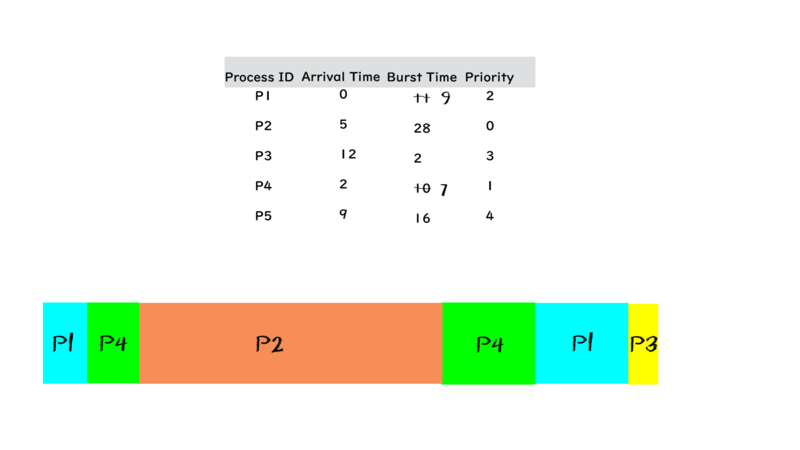 Process ID Arrival Time Burst Time Priority
P1 0 11 9 2
P2 5 28 0
P3 12 2 3
P4 2 10 7 1
P5 9 16 4
P1 P4 P2 P4 P1 P3